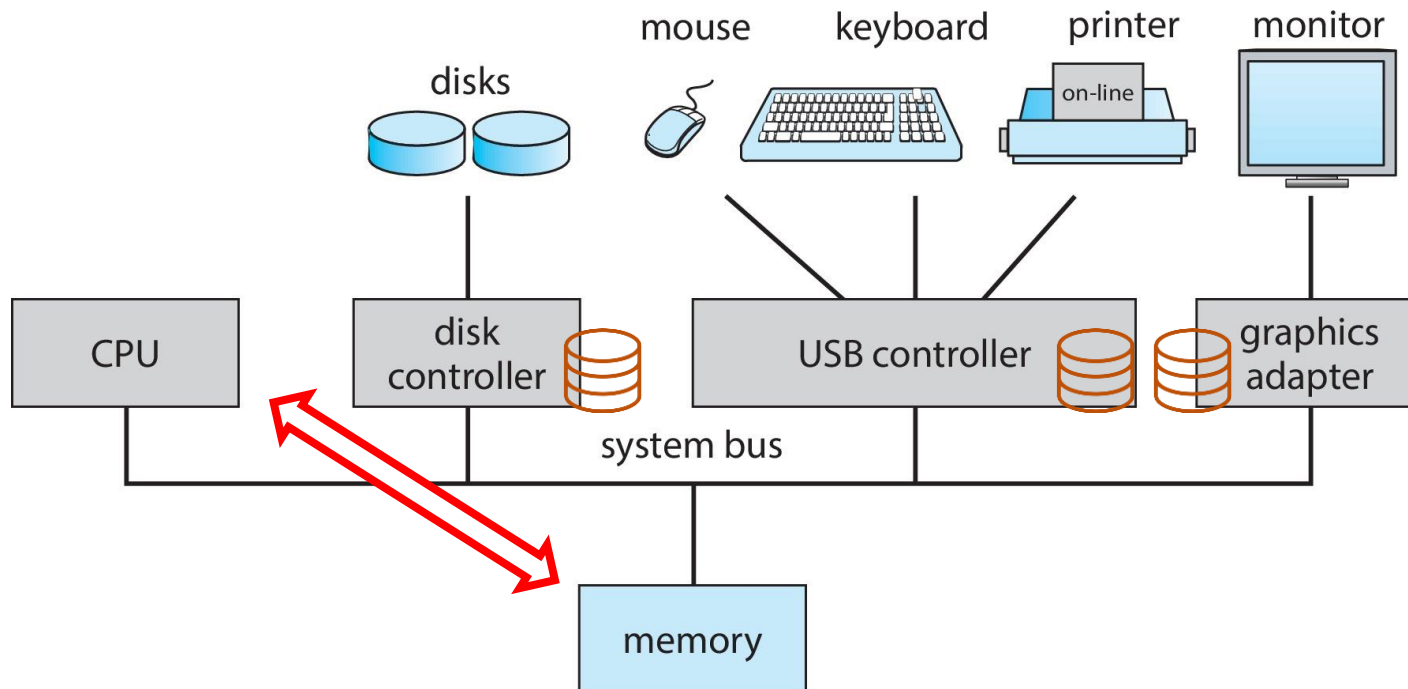 mouse
keyboard
printer
monitor
disks
on-line
CPU
disk
controller
USB controller
graphics
adapter
system bus
memory